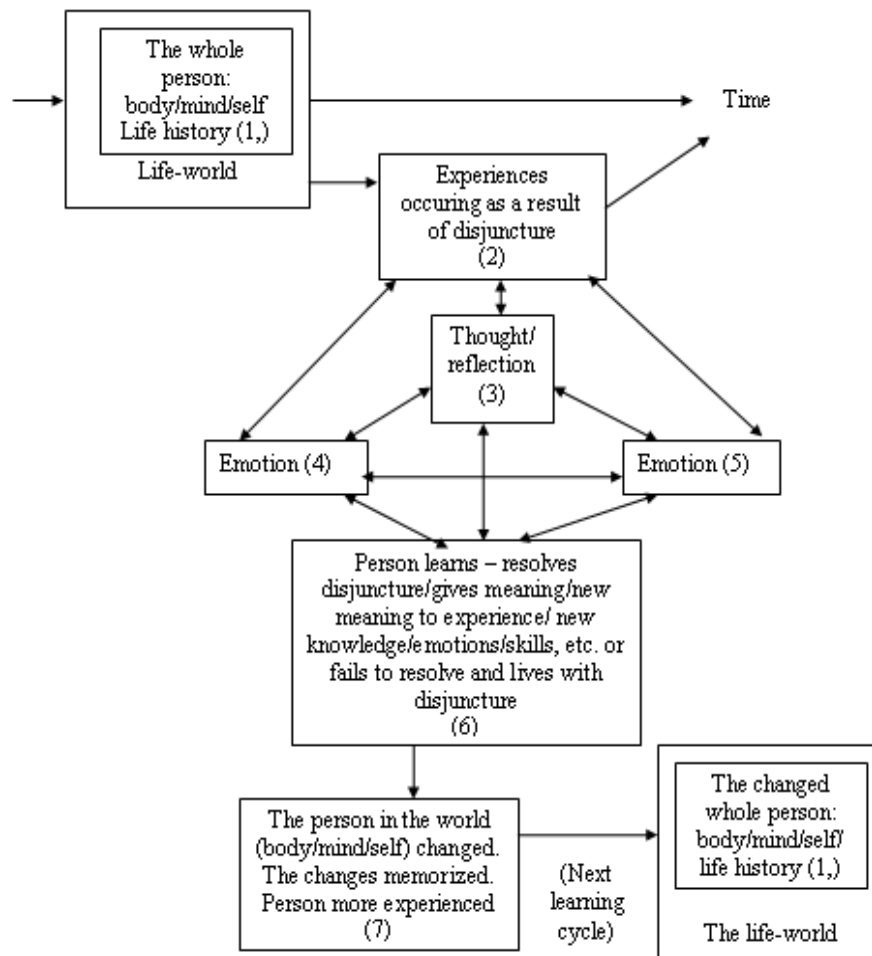 The whole
person:
body/mind/self
Life history (1,)
Life-world
Time
Experiences
occuring as a result
of disjuncture
(2)
Thought/
reflection
(3)
Emotion (4)
Emotion (5)
Person learns – resolves
disjuncture/gives meaning/new
meaning to experience/ new
knowledge/emotions/skills, etc. or
fails to resolve and lives with
disjuncture
(6)
The person in the world
(body/mind/self) changed.
The changes memorized.
Person more experienced
(7)
(Next
learning
cycle)
The changed
whole person:
body/mind/self/
life history (1,)
The life-world